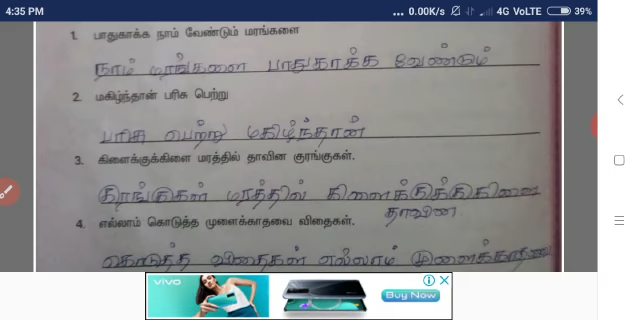 4:35 PM ... 0.00K/s 4G VoLTE 39%
1. பாதுகாக்க நாம் வேண்டும் மரங்களை
நாம் மரங்களை பாதுகாக்க வேண்டும்
2. மகிழ்ந்தான் பரிசு பெற்று
பரிசு பெற்று மகிழ்ந்தான்
3. கிளைக்குக்கிளை மரத்தில் தாவின குரங்குகள்.
குரங்குகள் மரத்தில் கிளைக்குக்குகிளை
தாவின.
4. எல்லாம் கொடுத்த முளைக்காதவை விதைகள்.
கொடுத்த விதைகள் எல்லாம் முளைக்காதவை
vivo
Buy Now